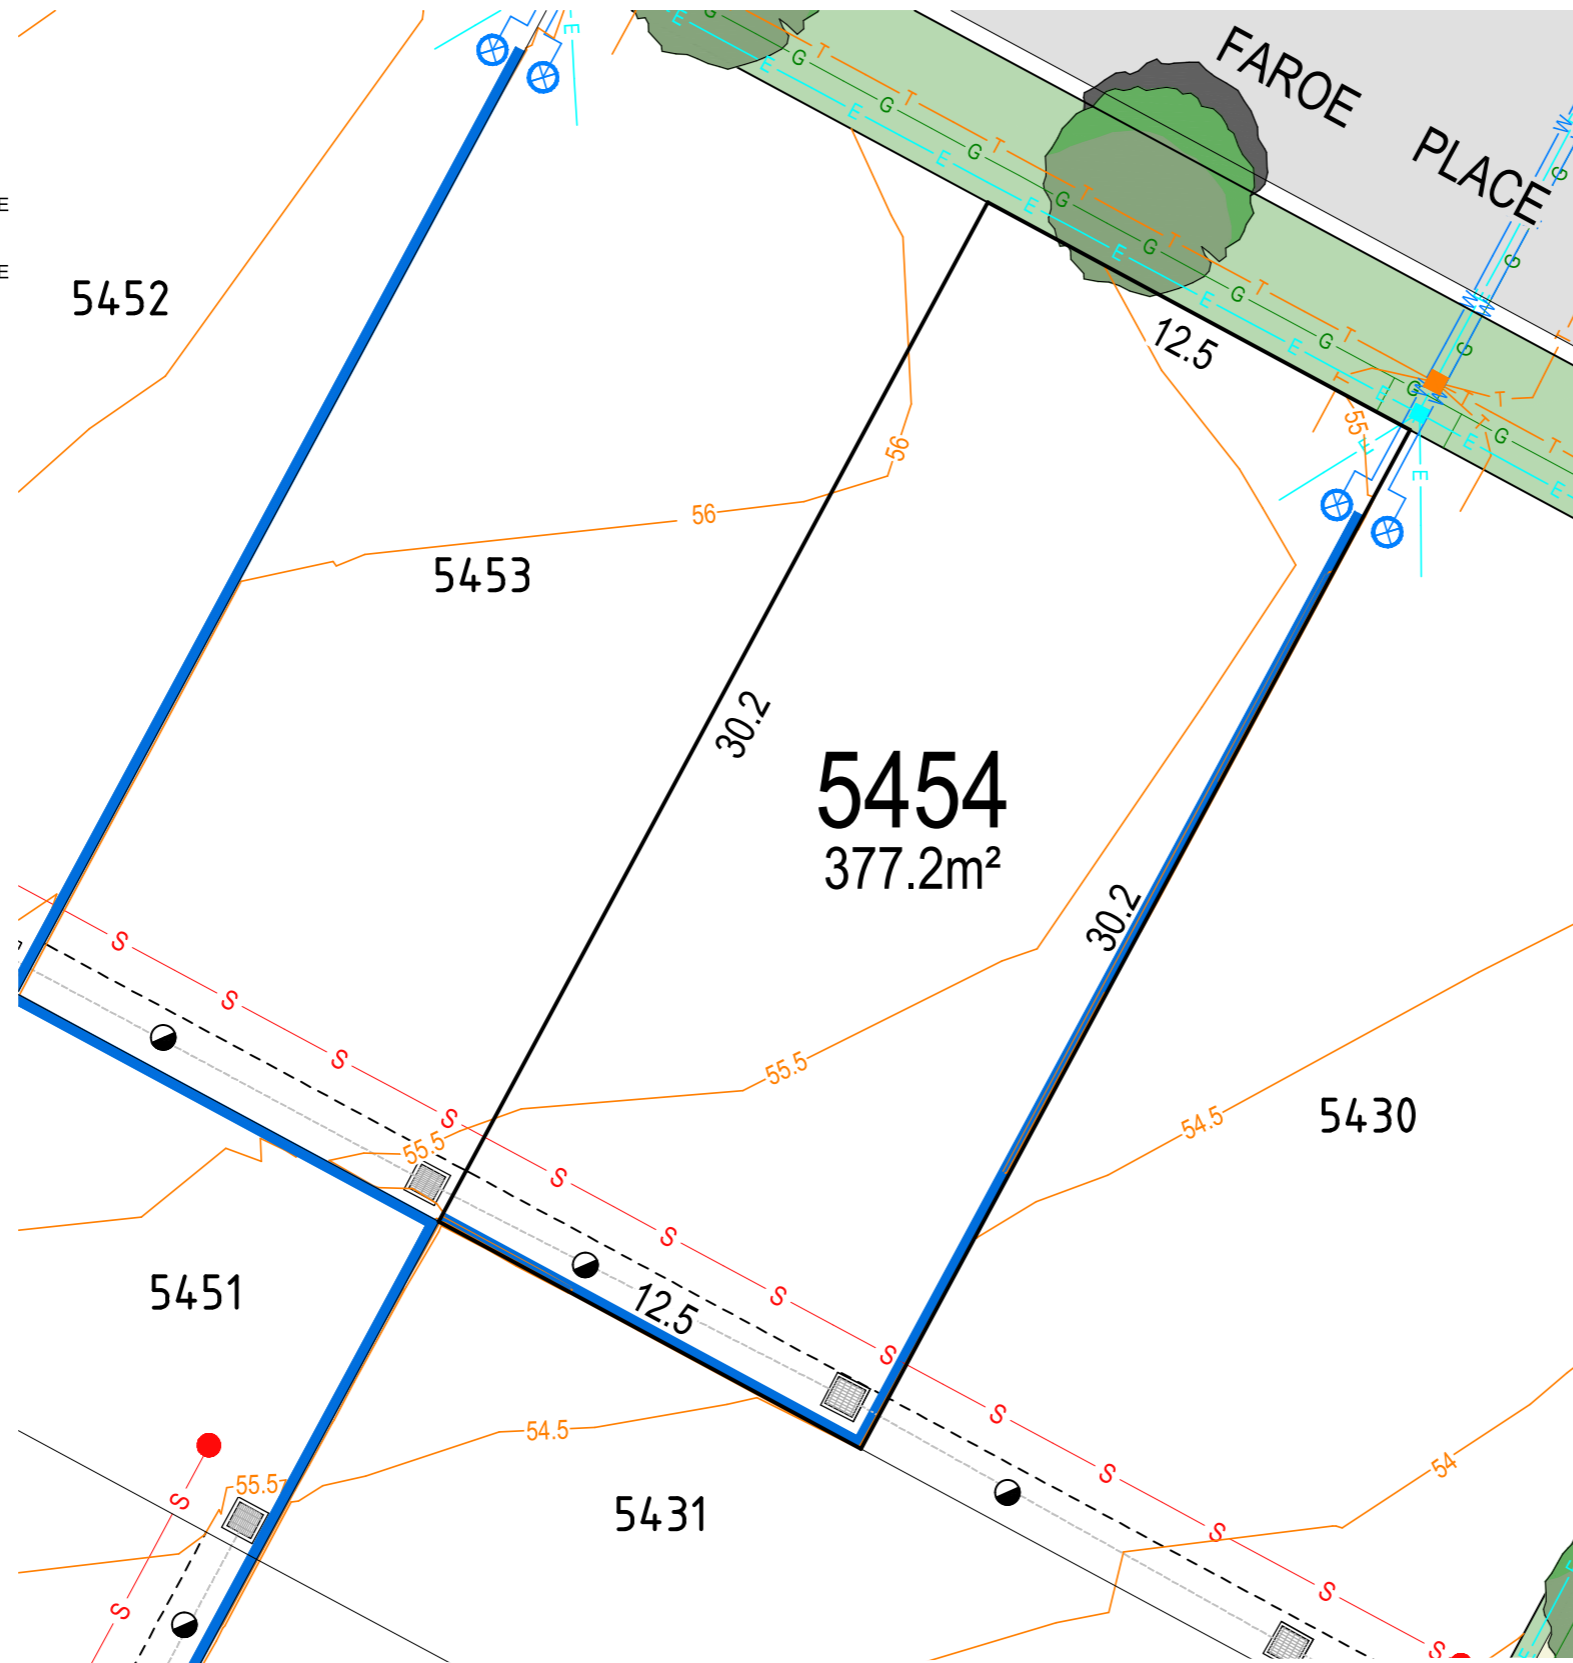 FAROE PLACE
E
E
5452
12.5
55
56
56
5453
30.2
5454
377.2m²
30.2
55.5
55.5
54.5
5430
5451
12.5
54.5
54
55.5
5431
E E E E E E E E E E E E
G G G G G G G G G G G G
T T T T T T T T T T
W W W W W
S S S S S S S S S S S S S S S S